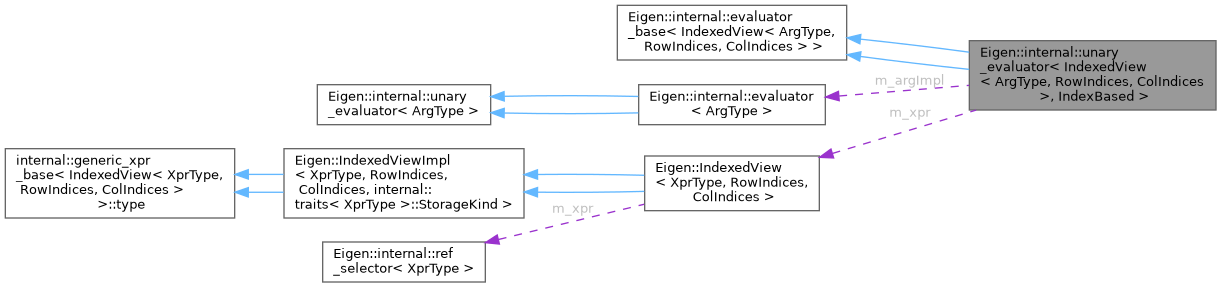 Eigen::internal::evaluator
_base< IndexedView< ArgType,
RowIndices, ColIndices > >
Eigen::internal::unary
_evaluator< IndexedView
< ArgType, RowIndices, ColIndices
>, IndexBased >
m_argImpl
Eigen::internal::unary
_evaluator< ArgType >
Eigen::internal::evaluator
< ArgType >
m_xpr
internal::generic_xpr
_base< IndexedView< XprType,
RowIndices, ColIndices >
>::type
Eigen::IndexedViewImpl
< XprType, RowIndices,
ColIndices, internal::
traits< XprType >::StorageKind >
Eigen::IndexedView
< XprType, RowIndices,
ColIndices >
m_xpr
Eigen::internal::ref
_selector< XprType >